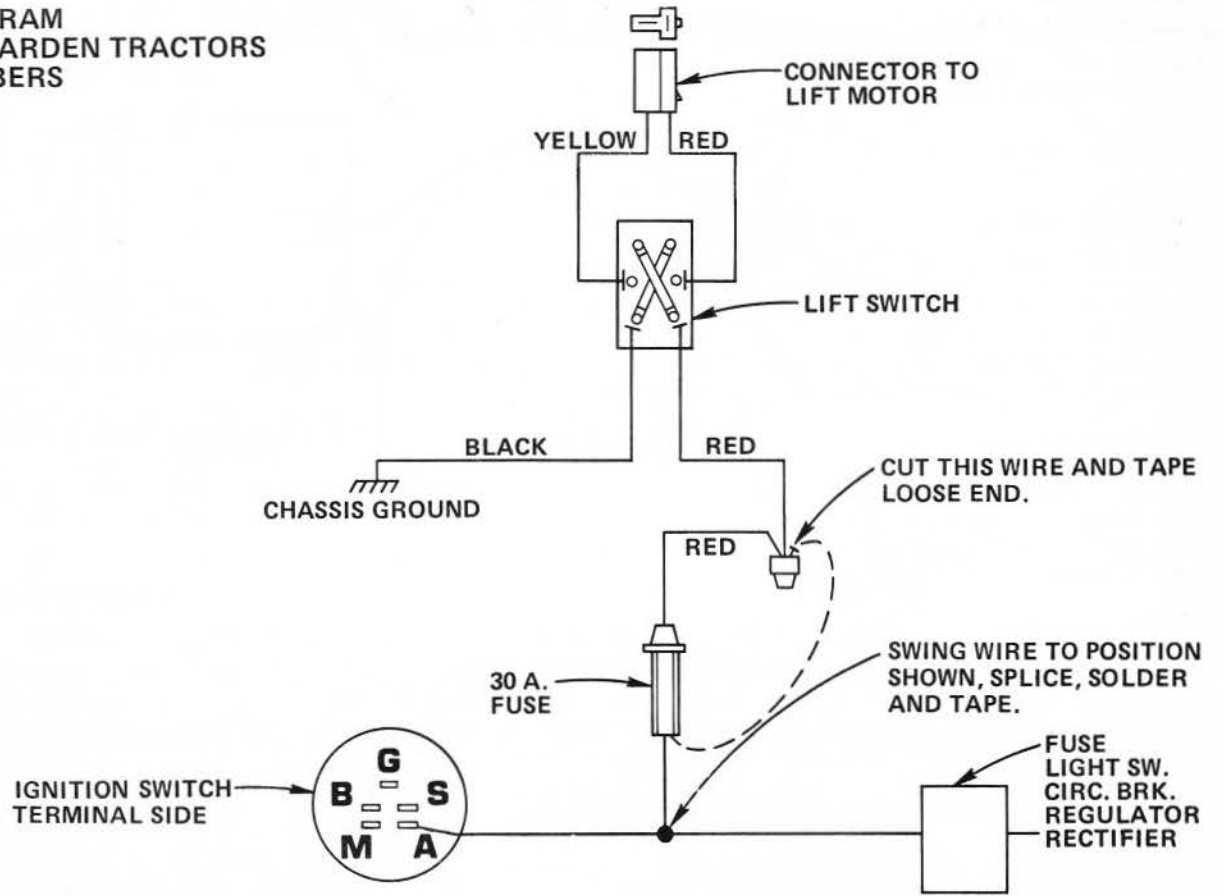 RAM
ARDEN TRACTORS
BERS
CONNECTOR TO
LIFT MOTOR
YELLOW
RED
LIFT SWITCH
BLACK
RED
CHASSIS GROUND
CUT THIS WIRE AND TAPE
LOOSE END.
RED
30 A.
FUSE
SWING WIRE TO POSITION
SHOWN, SPLICE, SOLDER
AND TAPE.
IGNITION SWITCH
TERMINAL SIDE
G
B
S
M
A
FUSE
LIGHT SW.
CIRC. BRK.
REGULATOR
RECTIFIER